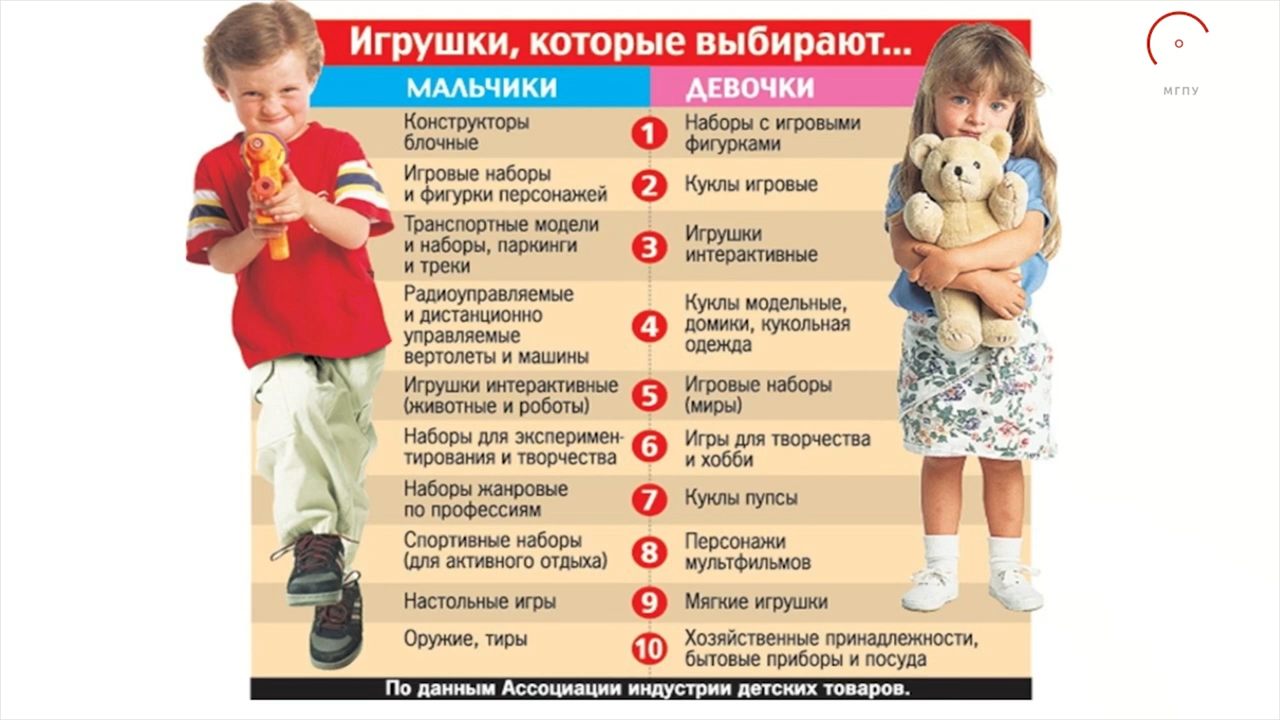 Игрушки, которые выбирают...
МГПУ
МАЛЬЧИКИ
ДЕВОЧКИ
Конструкторы
блочные
1
Наборы с игровыми
фигурками
Игровые наборы
и фигурки персонажей
2
Куклы игровые
Транспортные модели
и наборы, паркинги
и треки
3
Игрушки
интерактивные
Радиоуправляемые
и дистанционно
управляемые
вертолеты и машины
4
Куклы модельные,
домики, кукольная
одежда
Игрушки интерактивные
(животные и роботы)
5
Игровые наборы
(миры)
Наборы для эксперимен-
тирования и творчества
6
Игры для творчества
и хобби
Наборы жанровые
по профессиям
7
Куклы пупсы
Спортивные наборы
(для активного отдыха)
8
Персонажи
мультфильмов
Настольные игры
9
Мягкие игрушки
Оружие, тиры
10
Хозяйственные принадлежности,
бытовые приборы и посуда
По данным Ассоциации индустрии детских товаров.